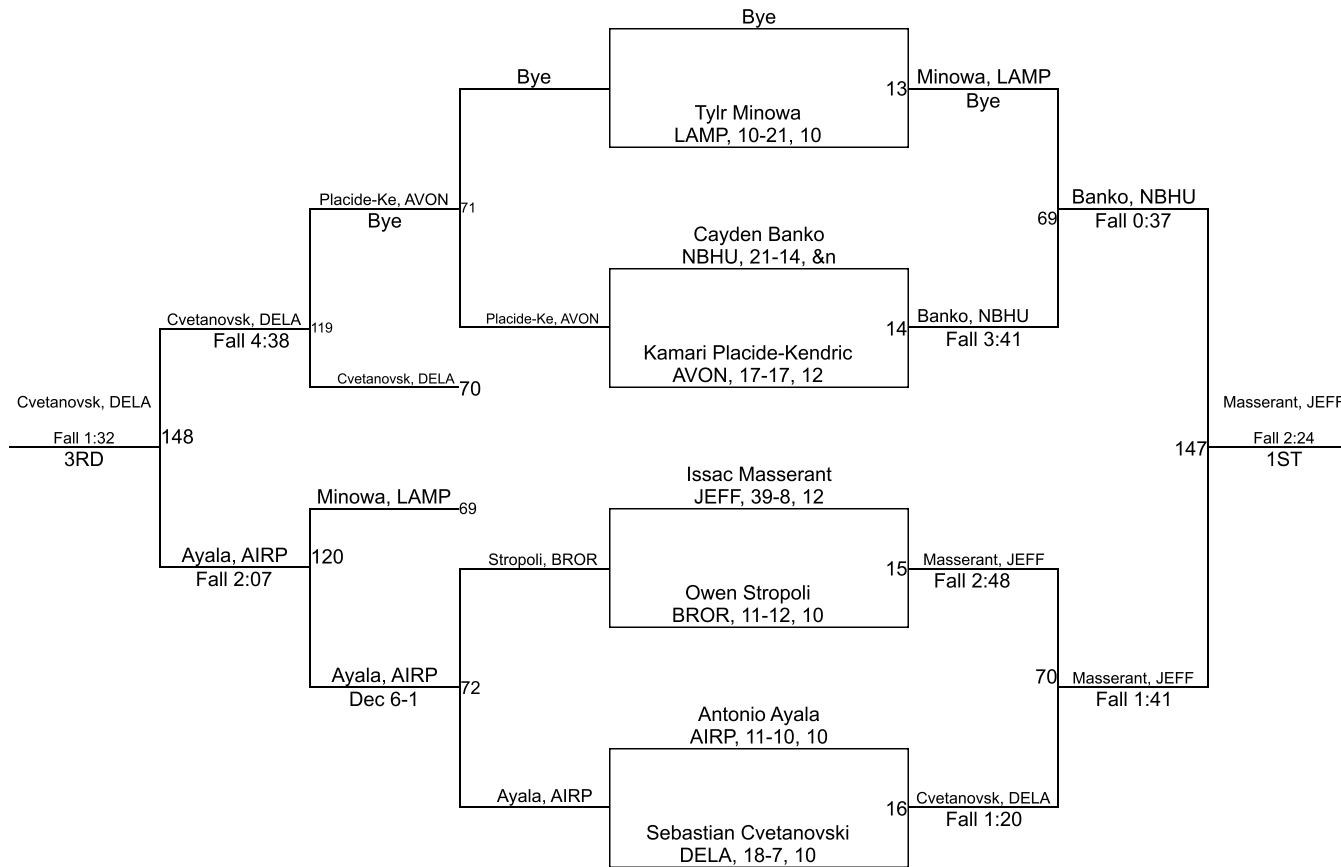 Bye
Bye
13
Minowa, LAMP
Bye
Tylr Minowa
LAMP, 10-21, 10
Placide-Ke, AVON
Bye
71
Banko, NBHU
Fall 0:37
69
Cayden Banko
NBHU, 21-14, &n
Cvetanovsk, DELA
Fall 4:38
119
Placide-Ke, AVON
14
Banko, NBHU
Fall 3:41
Kamari Placide-Kendric
AVON, 17-17, 12
Cvetanovsk, DELA
70
Cvetanovsk, DELA
Fall 1:32
3RD
148
Masserant, JEFF
Fall 2:24
1ST
147
Issac Masserant
JEFF, 39-8, 12
Minowa, LAMP
69
Ayala, AIRP
Fall 2:07
120
Stropoli, BROR
15
Masserant, JEFF
Fall 2:48
Owen Stropoli
BROR, 11-12, 10
Ayala, AIRP
Dec 6-1
72
70
Masserant, JEFF
Fall 1:41
Antonio Ayala
AIRP, 11-10, 10
Ayala, AIRP
16
Cvetanovsk, DELA
Fall 1:20
Sebastian Cvetanovski
DELA, 18-7, 10